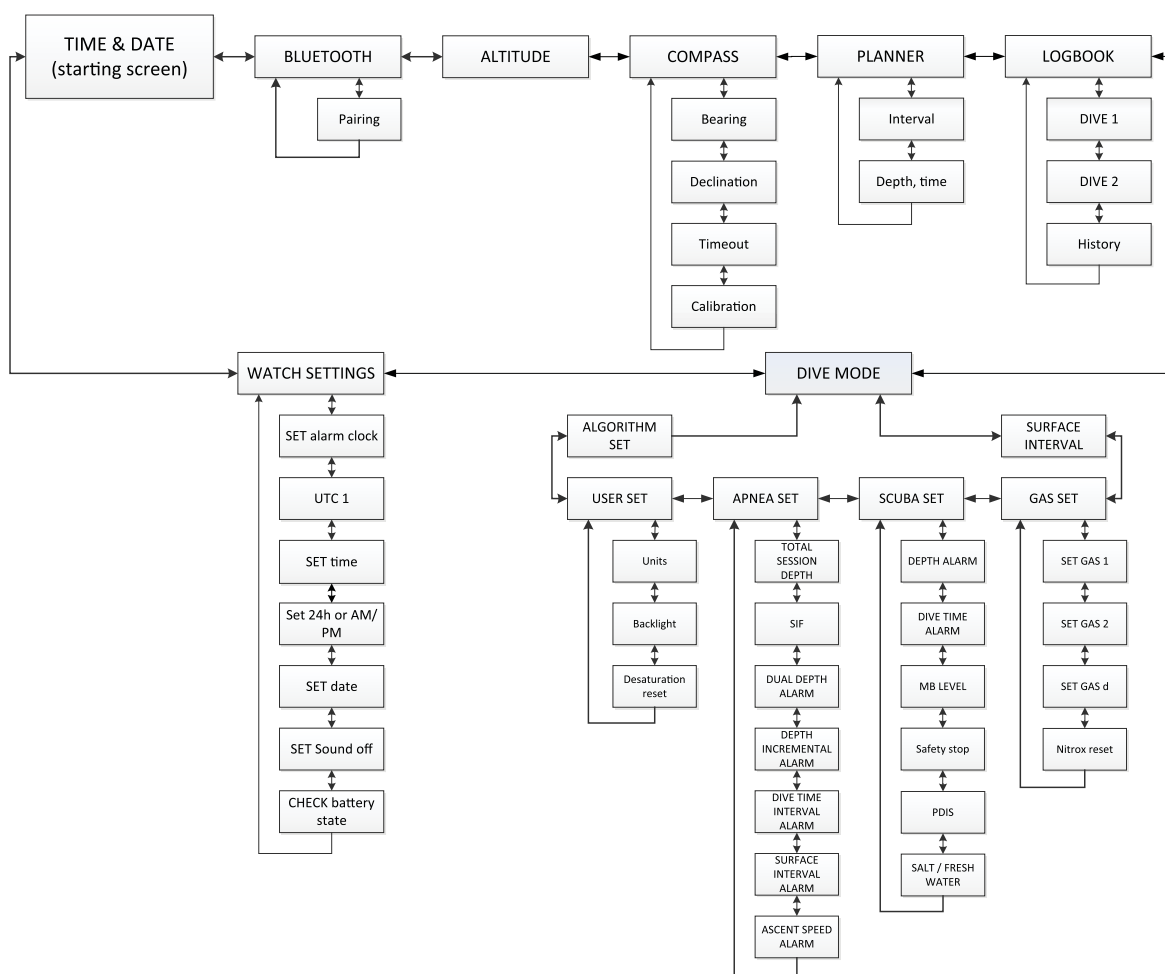 TIME & DATE
(starting screen)
BLUETOOTH
ALTITUDE
COMPASS
PLANNER
LOGBOOK
Pairing
Bearing
Declination
Timeout
Calibration
Interval
Depth, time
DIVE 1
DIVE 2
History
WATCH SETTINGS
DIVE MODE
SET alarm clock
UTC 1
SET time
Set 24h or AM/
PM
SET date
SET Sound off
CHECK battery
state
ALGORITHM
SET
SURFACE
INTERVAL
USER SET
APNEA SET
SCUBA SET
GAS SET
Units
Backlight
Desaturation
reset
TOTAL
SESSION
DEPTH
SIF
DUAL DEPTH
ALARM
DEPTH
INCREMENTAL
ALARM
DIVE TIME
INTERVAL
ALARM
SURFACE
INTERVAL
ALARM
ASCENT SPEED
ALARM
DEPTH ALARM
DIVE TIME
ALARM
MB LEVEL
Safety stop
PDIS
SALT / FRESH
WATER
SET GAS 1
SET GAS 2
SET GAS d
Nitrox reset